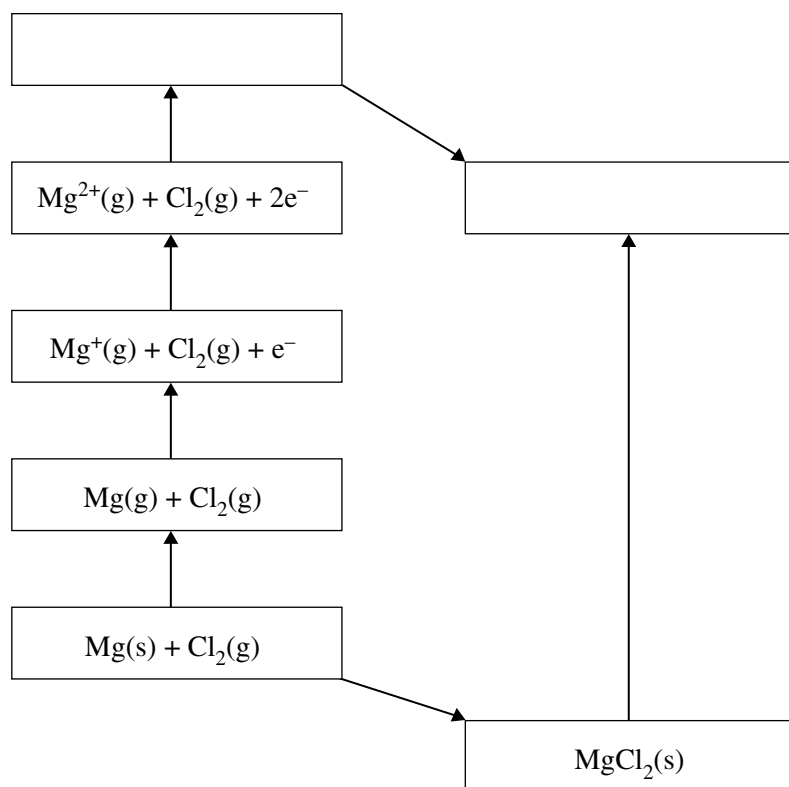 Mg²⁺(g) + Cl₂(g) + 2e⁻
Mg⁺(g) + Cl₂(g) + e⁻
Mg(g) + Cl₂(g)
Mg(s) + Cl₂(g)
MgCl₂(s)